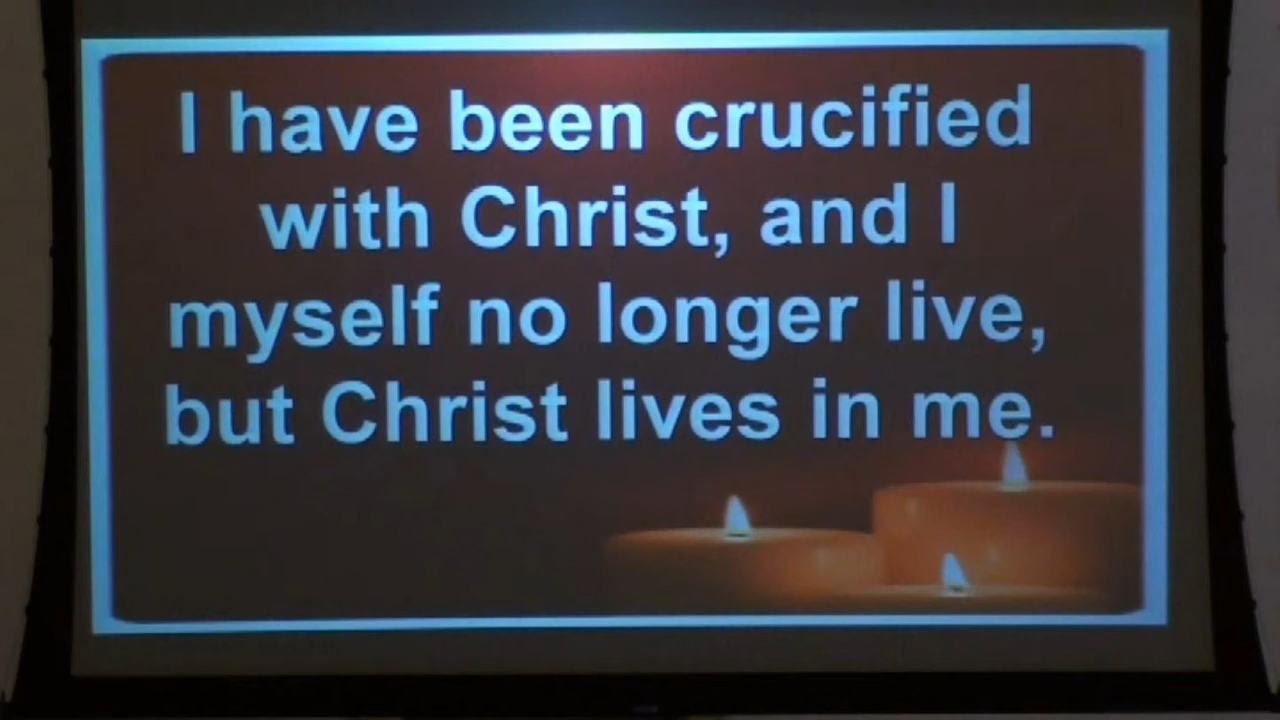 I have been crucified
with Christ, and I
myself no longer live,
but Christ lives in me.